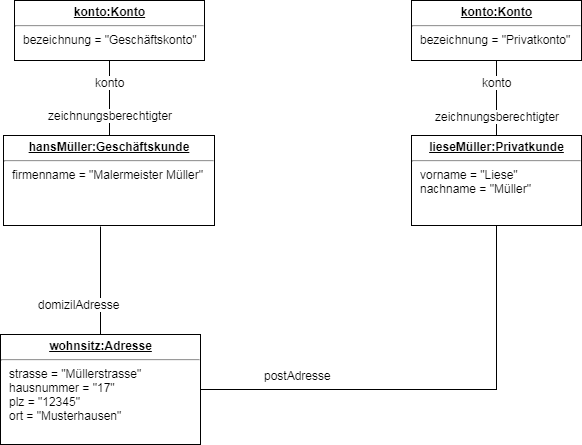 konto:Konto
bezeichnung = "Geschäftskonto"
konto
zeichnungsberechtigter
hansMüller:Geschäftskunde
firmenname = "Malermeister Müller"
domizilAdresse
wohnsitz:Adresse
strasse = "Müllerstrasse"
hausnummer = "17"
plz = "12345"
ort = "Musterhausen"
konto:Konto
bezeichnung = "Privatkonto"
konto
zeichnungsberechtigter
lieseMüller:Privatkunde
vorname = "Liese"
nachname = "Müller"
postAdresse